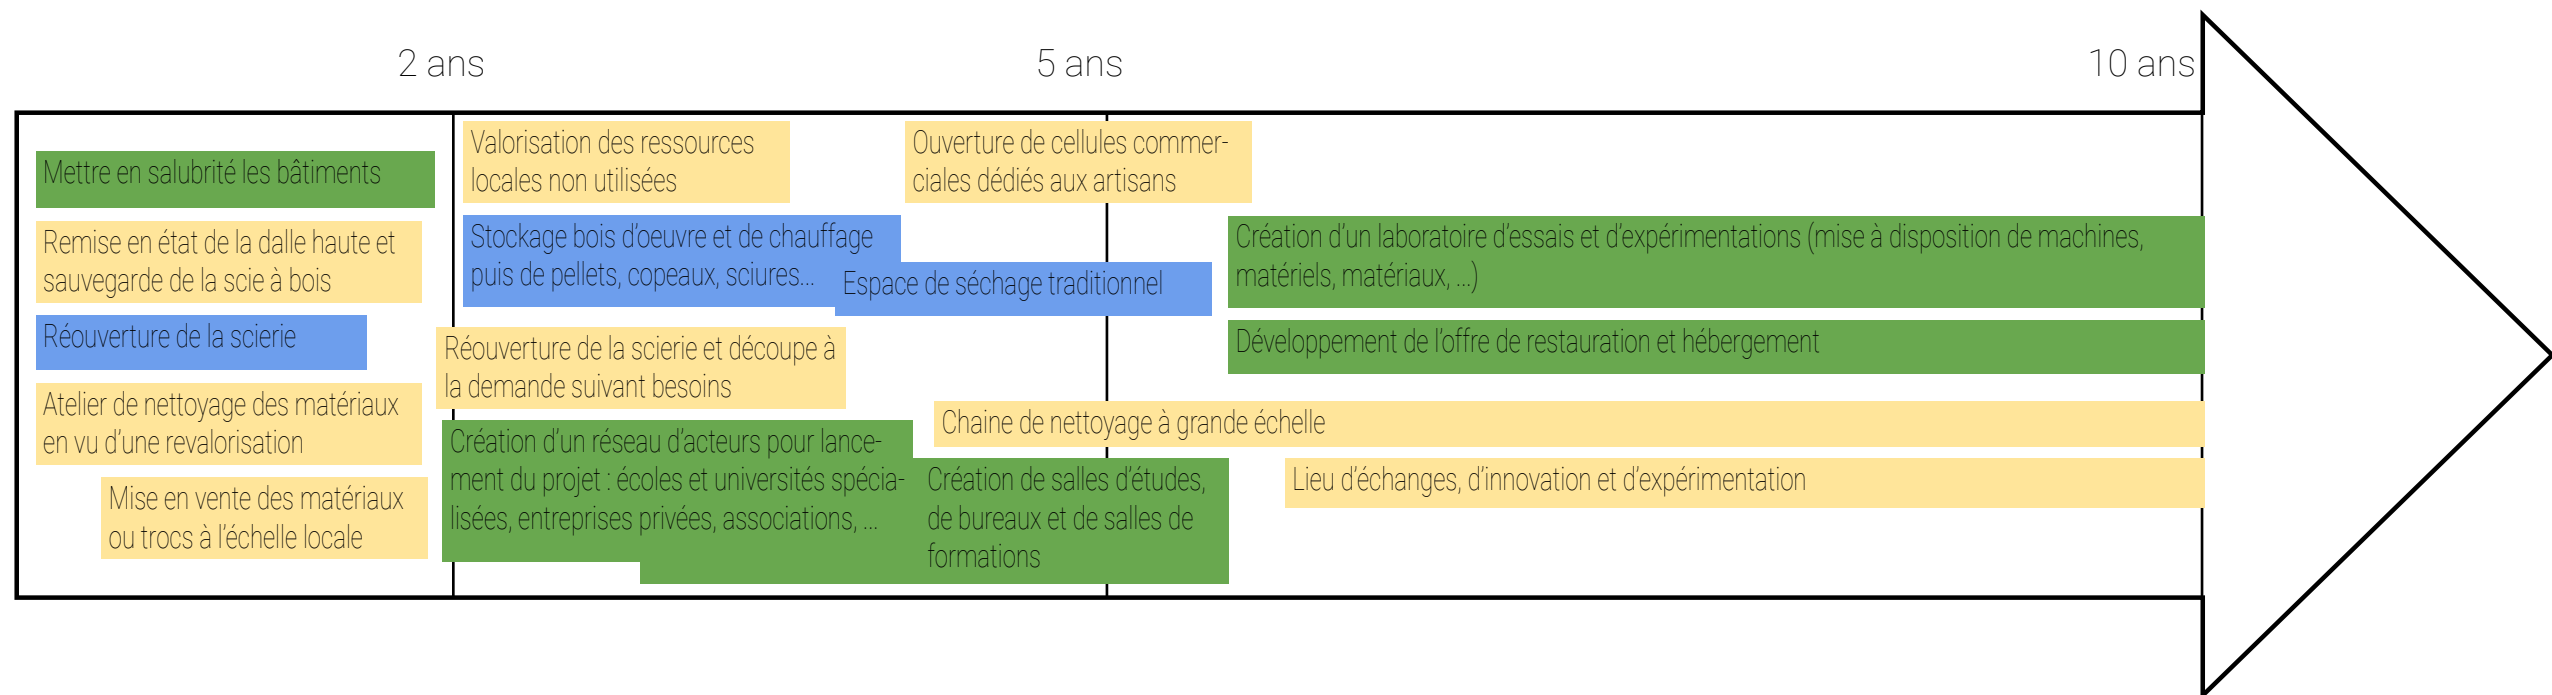 2 ans
5 ans
10 ans
Mettre en salubrité les bâtiments
Remise en état de la dalle haute et
sauvegarde de la scie à bois
Réouverture de la scierie
Atelier de nettoyage des matériaux
en vu d'une revalorisation
Mise en vente des matériaux
ou trocs à l'échelle locale
Valorisation des ressources
locales non utilisées
Stockage bois d'oeuvre et de chauffage
puis de pellets, copeaux, sciures...
Réouverture de la scierie et découpe à
la demande suivant besoins
Création d'un réseau d'acteurs pour lance-
ment du projet : écoles et universités spécia-
lisées, entreprises privées, associations, ...
Ouverture de cellules commer-
ciales dédiés aux artisans
Espace de séchage traditionnel
Création de salles d'études,
de bureaux et de salles de
formations
Création d'un laboratoire d'essais et d'expérimentations (mise à disposition de machines,
matériels, matériaux, ...)
Développement de l'offre de restauration et hébergement
Chaine de nettoyage à grande échelle
Lieu d'échanges, d'innovation et d'expérimentation